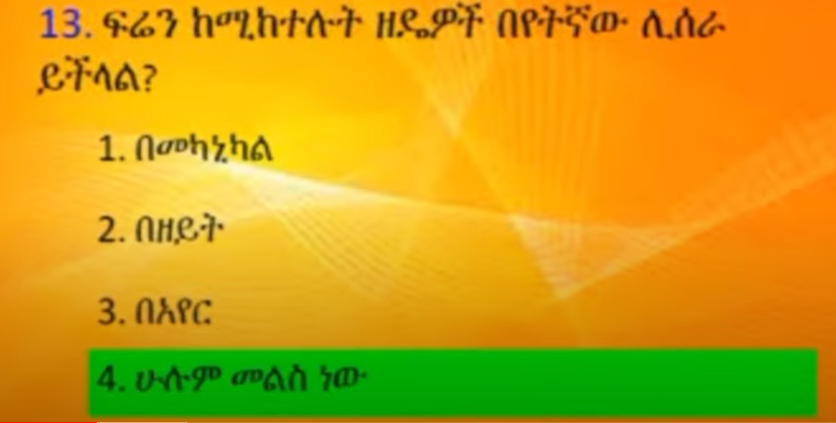 13. ፍሬን ከሚከተሉት ዘዴዎች በየትኛው ሊሰራ
ይችላል?
1. በመካኒካል
2. በዘይት
3. በአየር
4. ሁሉም መልስ ነው